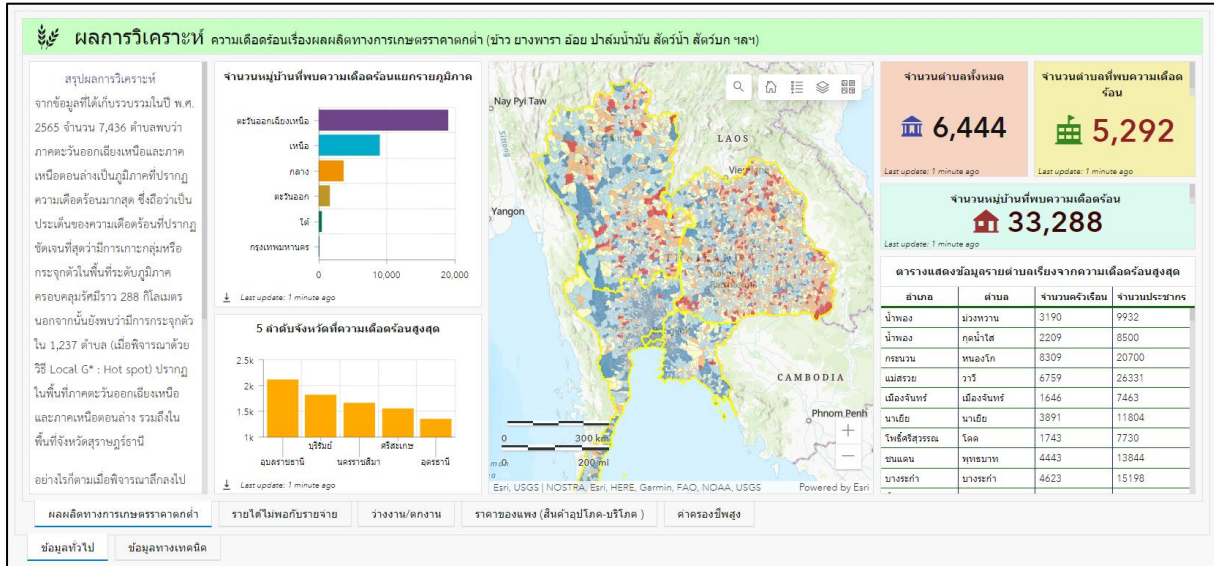 ผลการวิเคราะห์ ความเดือดร้อนเรื่องผลผลิตทางการเกษตรราคาตกต่ำ (ข้าว ยางพารา อ้อย ปาล์มน้ำมัน สัตว์น้ำ สัตว์บก ฯลฯ)
สรุปผลการวิเคราะห์
จากข้อมูลที่ได้เก็บรวบรวมในปี พ.ศ.
2565 จำนวน 7,436 ตำบลพบว่า
ภาคตะวันออกเฉียงเหนือและภาค
เหนือตอนล่างเป็นภูมิภาคที่ปรากฏ
ความเดือดร้อนมากสุด ซึ่งถือว่าเป็น
ประเด็นของความเดือดร้อนที่ปรากฏ
ชัดเจนที่สุดว่ามีการเกาะกลุ่มหรือ
กระจุกตัวในพื้นที่ระดับภูมิภาค
ครอบคลุมรัศมีราว 288 กิโลเมตร
นอกจากนั้นยังพบว่ามีการกระจุกตัว
ใน 1,237 ตำบล (เมื่อพิจารณาด้วย
วิธี Local G* : Hot spot) ปรากฏ
ในพื้นที่ภาคตะวันออกเฉียงเหนือ
และภาคเหนือตอนล่าง รวมถึงใน
พื้นที่จังหวัดสุราษฎร์ธานี
อย่างไรก็ตามเมื่อพิจารณาลึกลงไป
จำนวนหมู่บ้านที่พบความเดือดร้อนแยกรายภูมิภาค
ตะวันออกเฉียงเหนือ
เหนือ
กลาง
ตะวันออก
ใต้
กรุงเทพมหานคร
0 10,000 20,000
Last update: 1 minute ago
5 ลำดับจังหวัดที่ความเดือดร้อนสูงสุด
2.5k
2k
1.5k
1k
อุบลราชธานี บุรีรัมย์ นครราชสีมา ศรีสะเกษ อุดรธานี
Last update: 1 minute ago
Nay Pyi Taw
LAOS
Yangon
CAMBODIA
Phnom Penh
0 300 km
200 mi
Esri, USGS | NOSTRA, Esri, HERE, Garmin, FAO, NOAA, USGS Powered by Esri
จำนวนตำบลทั้งหมด
6,444
Last update: 1 minute ago
จำนวนตำบลที่พบความเดือด
ร้อน
5,292
Last update: 1 minute ago
จำนวนหมู่บ้านที่พบความเดือดร้อน
33,288
Last update: 1 minute ago
ตารางแสดงข้อมูลรายตำบลเรียงจากความเดือดร้อนสูงสุด
อำเภอ ตำบล จำนวนครัวเรือน จำนวนประชากร
น้ำพอง ม่วงหวาน 3190 9932
น้ำพอง กุดน้ำใส 2209 8500
กระนวน หนองโก 8309 20700
แม่สรวย วาวี 6759 26331
เมืองจันทร์ เมืองจันทร์ 1646 7463
นาเยีย นาเยีย 3891 11804
โพธิ์ศรีสุวรรณ โดด 1743 7730
ชนแดน พุทธบาท 4443 13844
บางระกำ บางระกำ 4623 15198
ผลผลิตทางการเกษตรราคาตกต่ำ รายได้ไม่พอกับรายจ่าย ว่างงาน/ตกงาน ราคาของแพง (สินค้าอุปโภค-บริโภค ) ค่าครองชีพสูง
ข้อมูลทั่วไป ข้อมูลทางเทคนิค